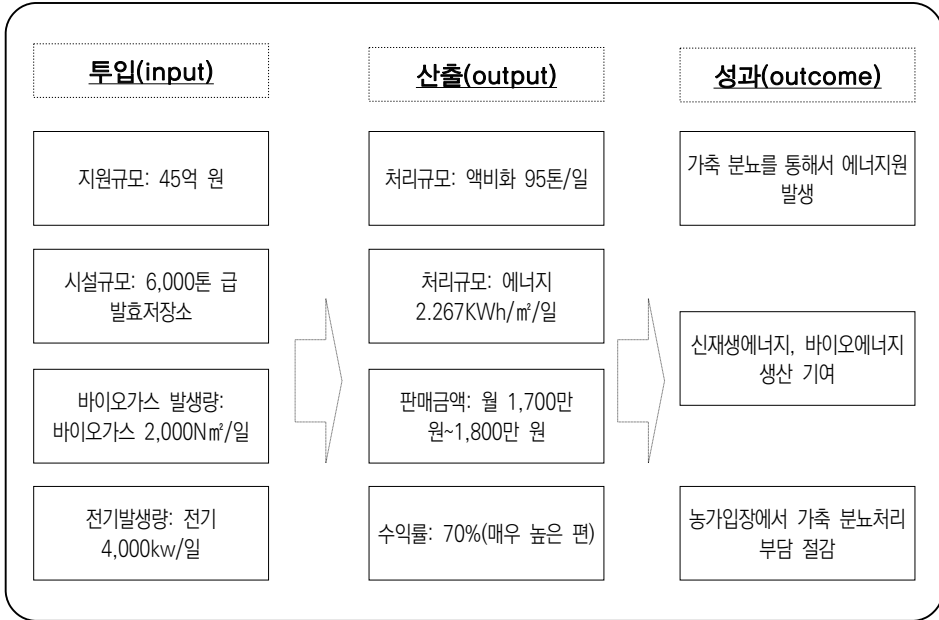 투입(input)
지원규모: 45억 원
시설규모: 6,000톤 급
발효저장소
바이오가스 발생량:
바이오가스 2,000N㎥/일
전기발생량: 전기
4,000kw/일
산출(output)
처리규모: 액비화 95톤/일
처리규모: 에너지
2.267KWh/㎥/일
판매금액: 월 1,700만
원~1,800만 원
수익률: 70%(매우 높은 편)
성과(outcome)
가축 분뇨를 통해서 에너지원
발생
신재생에너지, 바이오에너지
생산 기여
농가입장에서 가축 분뇨처리
부담 절감